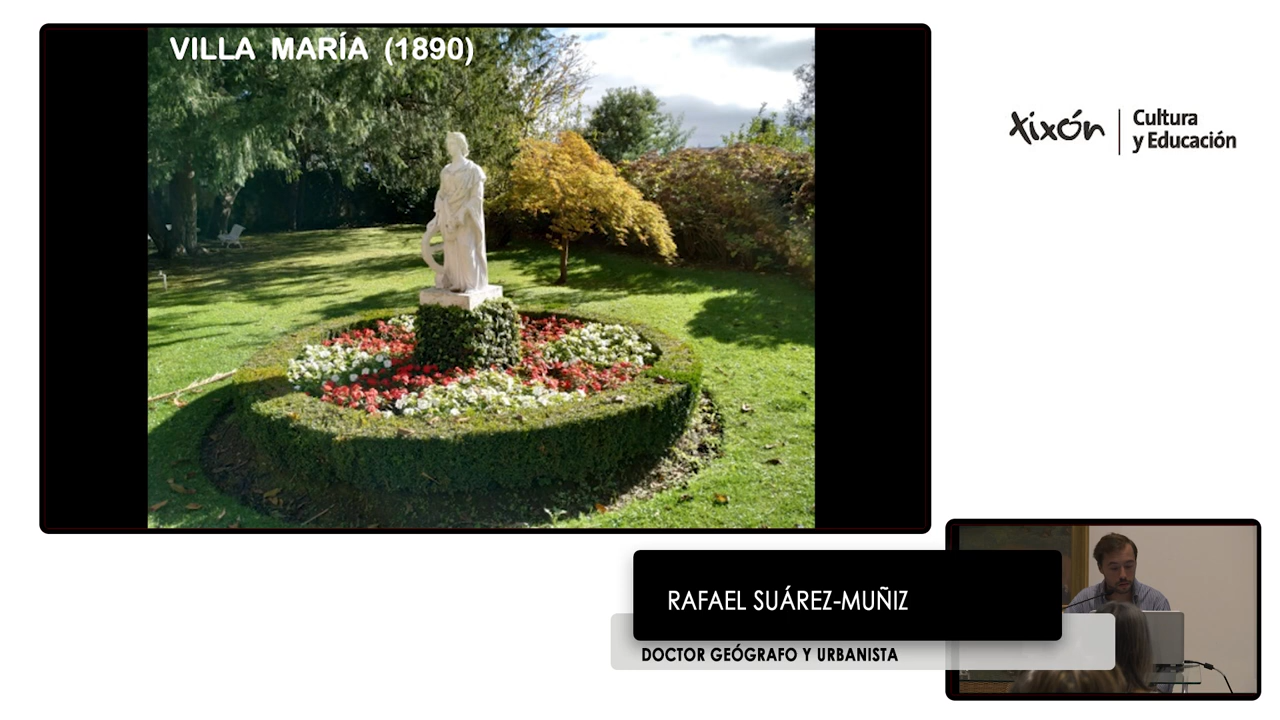 VILLA MARÍA (1890)
xixón
Cultura
y Educación
RAFAEL SUÁREZ-MUÑIZ
DOCTOR GEÓGRAFO Y URBANISTA